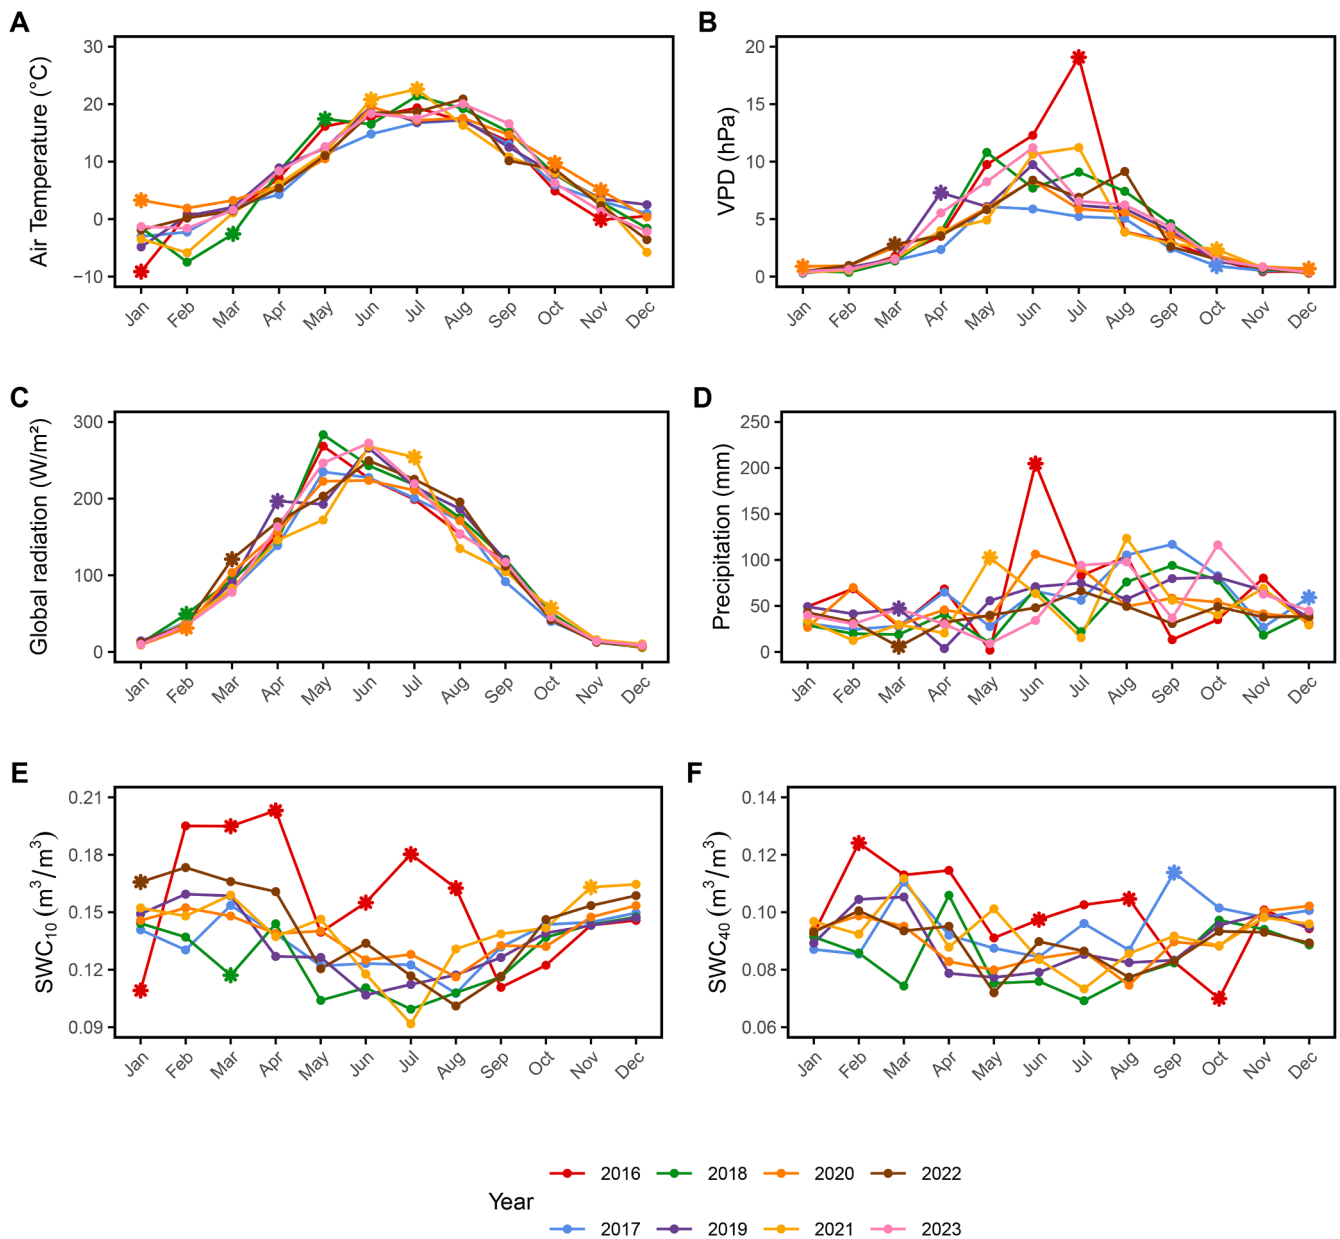 A
Air Temperature (°C)
30
20
10
0
−10
Jan Feb Mar Apr May Jun Jul Aug Sep Oct Nov Dec
B
VPD (hPa)
20
15
10
5
0
Jan Feb Mar Apr May Jun Jul Aug Sep Oct Nov Dec
C
Global radiation (W/m²)
300
200
100
0
Jan Feb Mar Apr May Jun Jul Aug Sep Oct Nov Dec
D
Precipitation (mm)
250
200
150
100
50
0
Jan Feb Mar Apr May Jun Jul Aug Sep Oct Nov Dec
E
SWC₁₀ (m³/m³)
0.21
0.18
0.15
0.12
0.09
Jan Feb Mar Apr May Jun Jul Aug Sep Oct Nov Dec
F
SWC₄₀ (m³/m³)
0.14
0.12
0.10
0.08
0.06
Jan Feb Mar Apr May Jun Jul Aug Sep Oct Nov Dec
Year
2016 2018 2020 2022
2017 2019 2021 2023